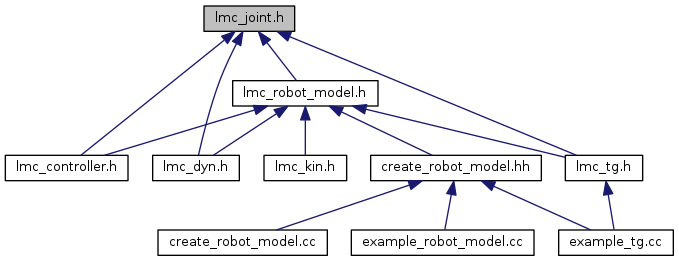 lmc_joint.h
lmc_robot_model.h
lmc_controller.h
lmc_dyn.h
lmc_kin.h
create_robot_model.hh
lmc_tg.h
create_robot_model.cc
example_robot_model.cc
example_tg.cc